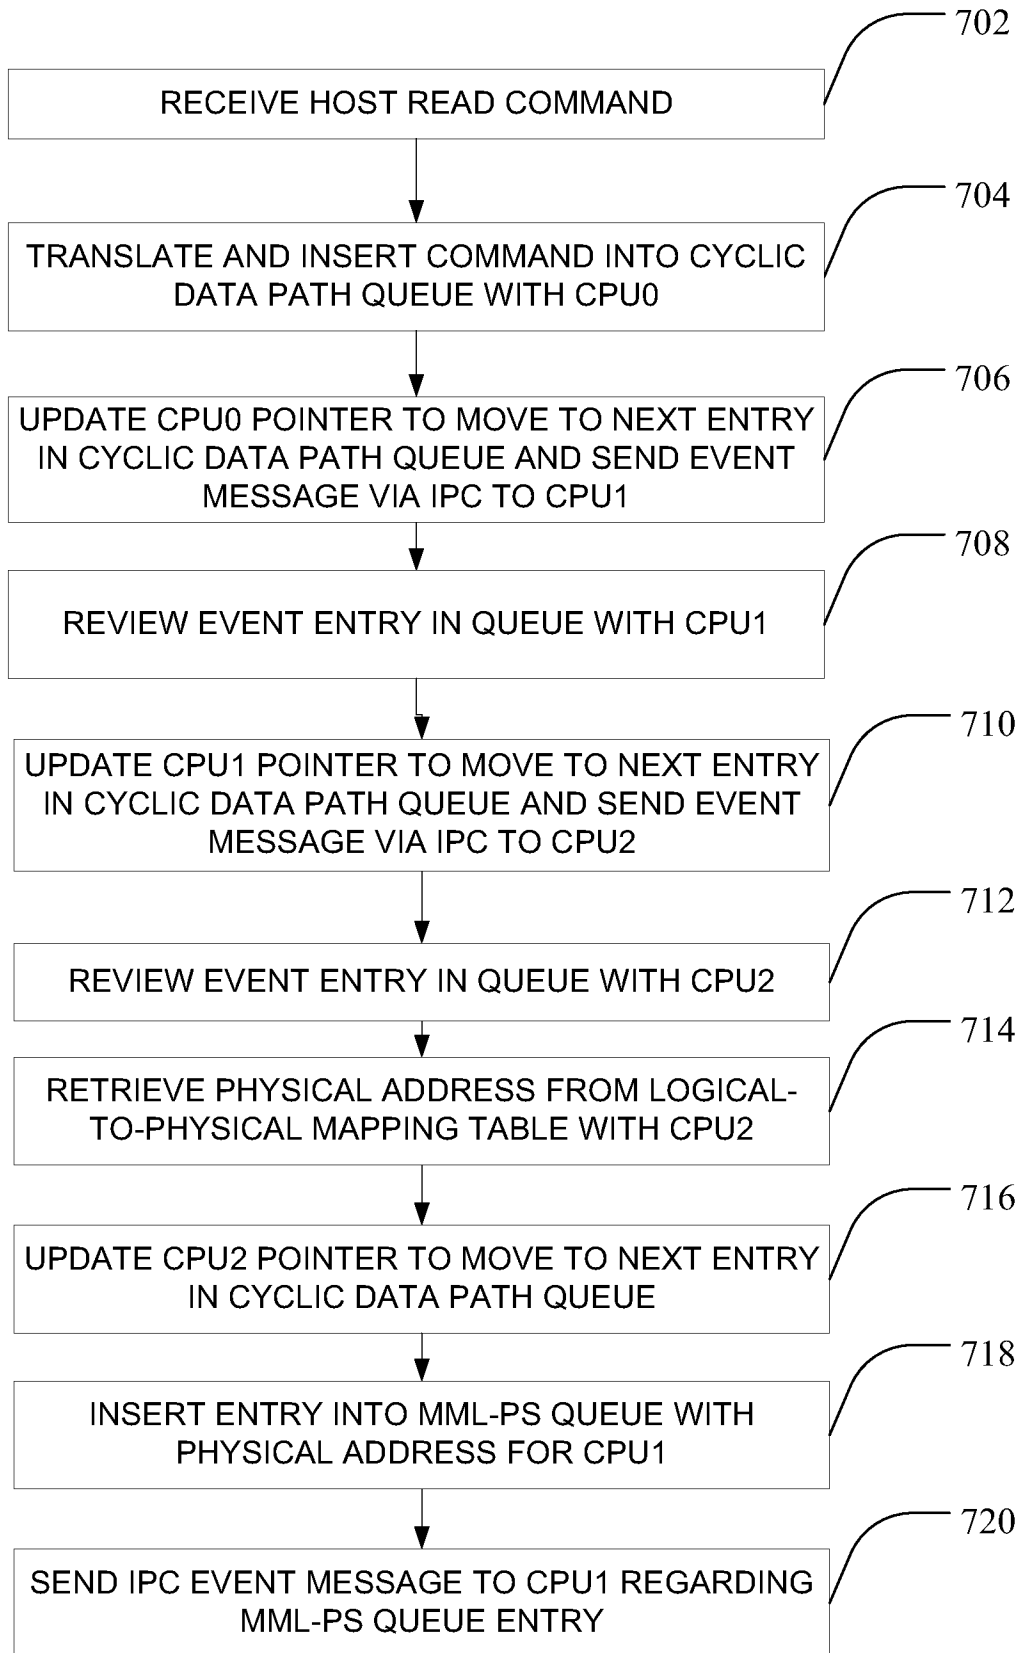 702
RECEIVE HOST READ COMMAND
704
TRANSLATE AND INSERT COMMAND INTO CYCLIC
DATA PATH QUEUE WITH CPU0
706
UPDATE CPU0 POINTER TO MOVE TO NEXT ENTRY
IN CYCLIC DATA PATH QUEUE AND SEND EVENT
MESSAGE VIA IPC TO CPU1
708
REVIEW EVENT ENTRY IN QUEUE WITH CPU1
710
UPDATE CPU1 POINTER TO MOVE TO NEXT ENTRY
IN CYCLIC DATA PATH QUEUE AND SEND EVENT
MESSAGE VIA IPC TO CPU2
712
REVIEW EVENT ENTRY IN QUEUE WITH CPU2
714
RETRIEVE PHYSICAL ADDRESS FROM LOGICAL-
TO-PHYSICAL MAPPING TABLE WITH CPU2
716
UPDATE CPU2 POINTER TO MOVE TO NEXT ENTRY
IN CYCLIC DATA PATH QUEUE
718
INSERT ENTRY INTO MML-PS QUEUE WITH
PHYSICAL ADDRESS FOR CPU1
720
SEND IPC EVENT MESSAGE TO CPU1 REGARDING
MML-PS QUEUE ENTRY